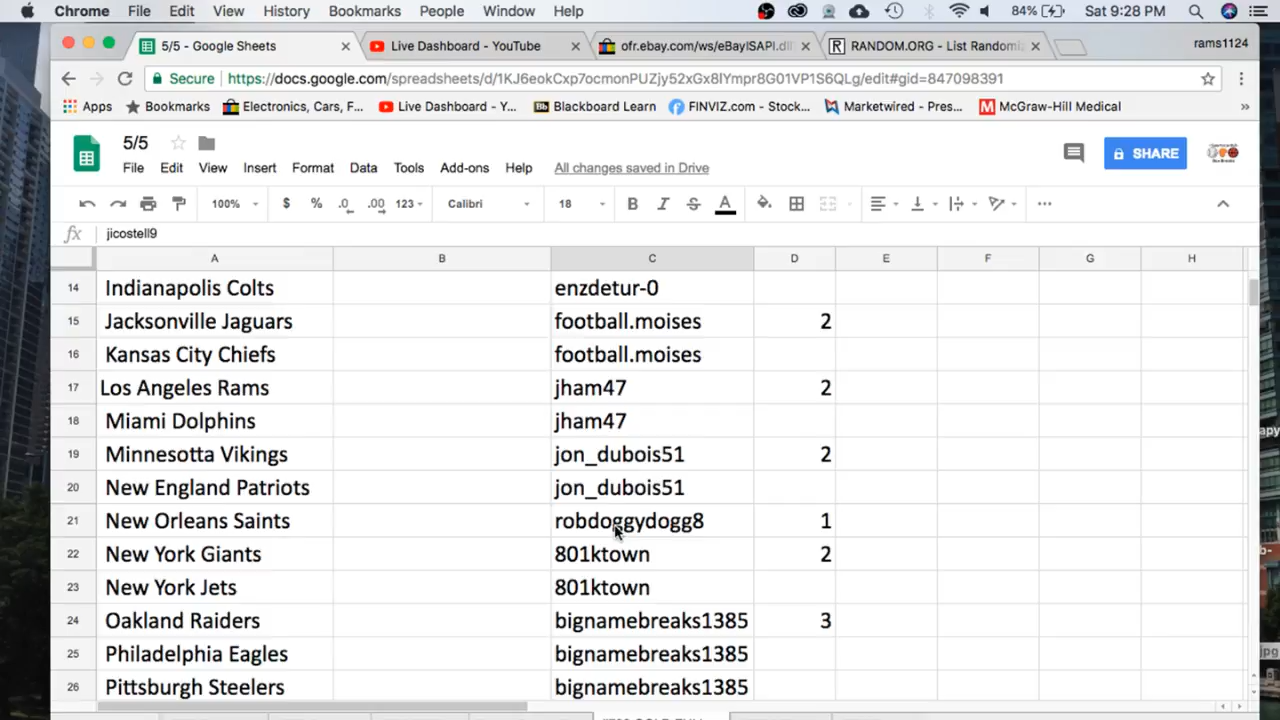 Chrome File Edit View History Bookmarks People Window Help 84% Sat 9:28 PM
5/5 - Google Sheets Live Dashboard - YouTube ofr.ebay.com/ws/eBayISAPI.dll RANDOM.ORG - List Randomi rams1124
Secure https://docs.google.com/spreadsheets/d/1KJ6eokCxp7ocmonPUZjy52xGx8IYmpr8G01VP1S6QLg/edit#gid=847098391
Apps Bookmarks Electronics, Cars, F... Live Dashboard - Y... Bb Blackboard Learn FINVIZ.com - Stock... Marketwired - Pres... M McGraw-Hill Medical »
5/5
SHARE
File Edit View Insert Format Data Tools Add-ons Help All changes saved in Drive
100% $ % .0 .00 123 Calibri 18 B I S A
fx jicostell9
A B C D E F G H
14 Indianapolis Colts enzdetur-0
15 Jacksonville Jaguars football.moises 2
16 Kansas City Chiefs football.moises
17 Los Angeles Rams jham47 2
18 Miami Dolphins jham47
19 Minnesotta Vikings jon_dubois51 2
20 New England Patriots jon_dubois51
21 New Orleans Saints robdoggydogg8 1
22 New York Giants 801ktown 2
23 New York Jets 801ktown
24 Oakland Raiders bignamebreaks1385 3
25 Philadelphia Eagles bignamebreaks1385
26 Pittsburgh Steelers bignamebreaks1385